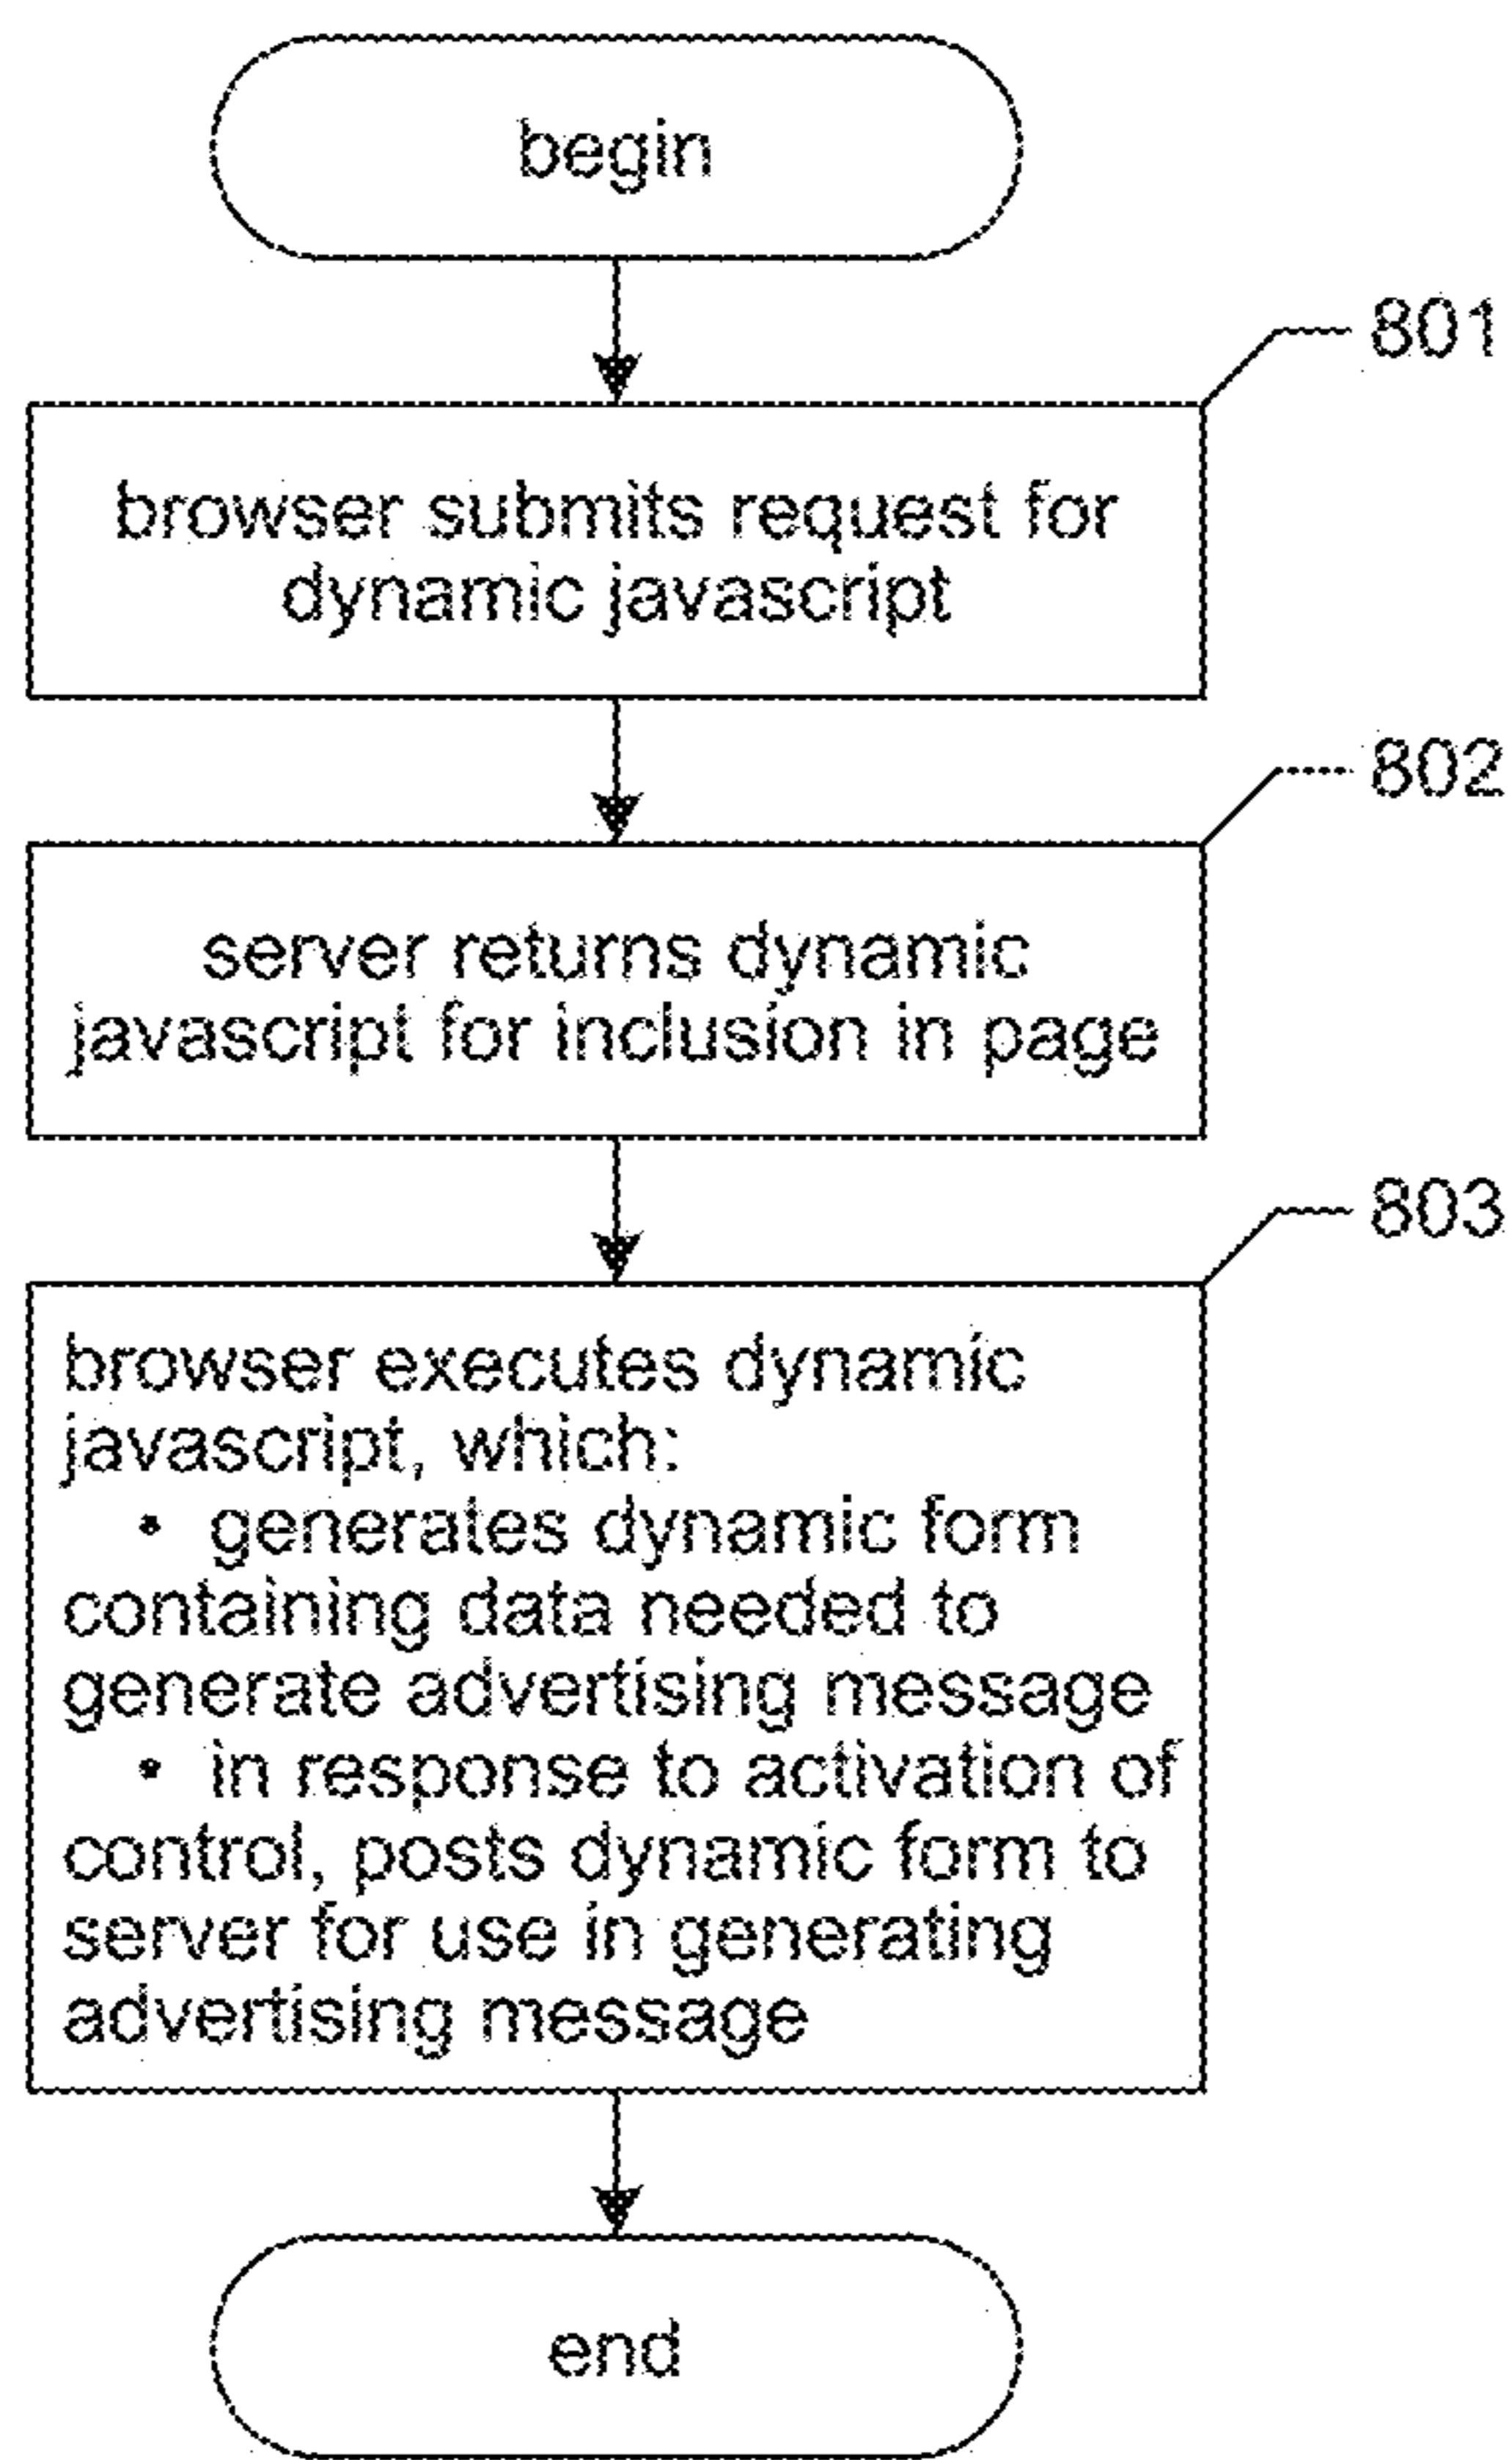 begin
801
browser submits request for
dynamic javascript
802
server returns dynamic
javascript for inclusion in page
803
browser executes dynamic
javascript, which:
• generates dynamic form
containing data needed to
generate advertising message
• in response to activation of
control, posts dynamic form to
server for use in generating
advertising message
end